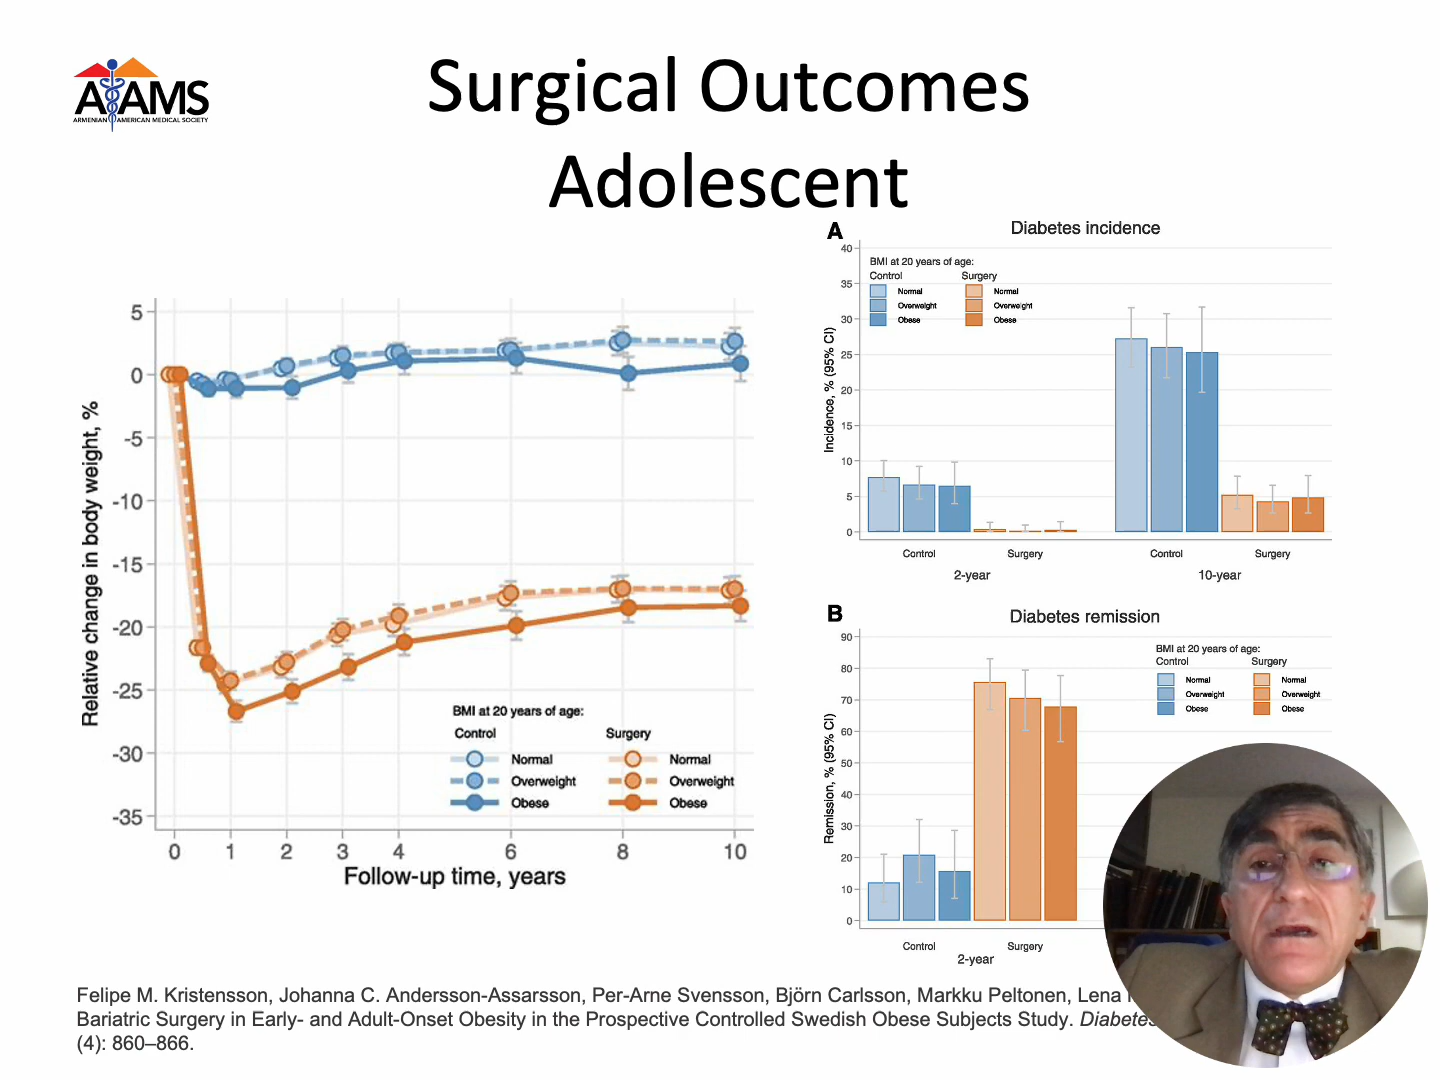 Surgical Outcomes
Adolescent
AAMS
ARMENIAN AMERICAN MEDICAL SOCIETY
Relative change in body weight, %
5
0
-5
-10
-15
-20
-25
-30
-35
BMI at 20 years of age:
Control Surgery
Normal Normal
Overweight Overweight
Obese Obese
0 1 2 3 4 6 8 10
Follow-up time, years
A Diabetes incidence
Incidence, % (95% CI)
40
35
30
25
20
15
10
5
0
BMI at 20 years of age:
Control Surgery
Normal Normal
Overweight Overweight
Obese Obese
Control Surgery Control Surgery
2-year 10-year
B Diabetes remission
Remission, % (95% CI)
90
80
70
60
50
40
30
20
10
0
BMI at 20 years of age:
Control Surgery
Normal Normal
Overweight Overweight
Obese Obese
Control Surgery
2-year
Felipe M. Kristensson, Johanna C. Andersson-Assarsson, Per-Arne Svensson, Björn Carlsson, Markku Peltonen, Lena
Bariatric Surgery in Early- and Adult-Onset Obesity in the Prospective Controlled Swedish Obese Subjects Study. Diabetes
(4): 860–866.